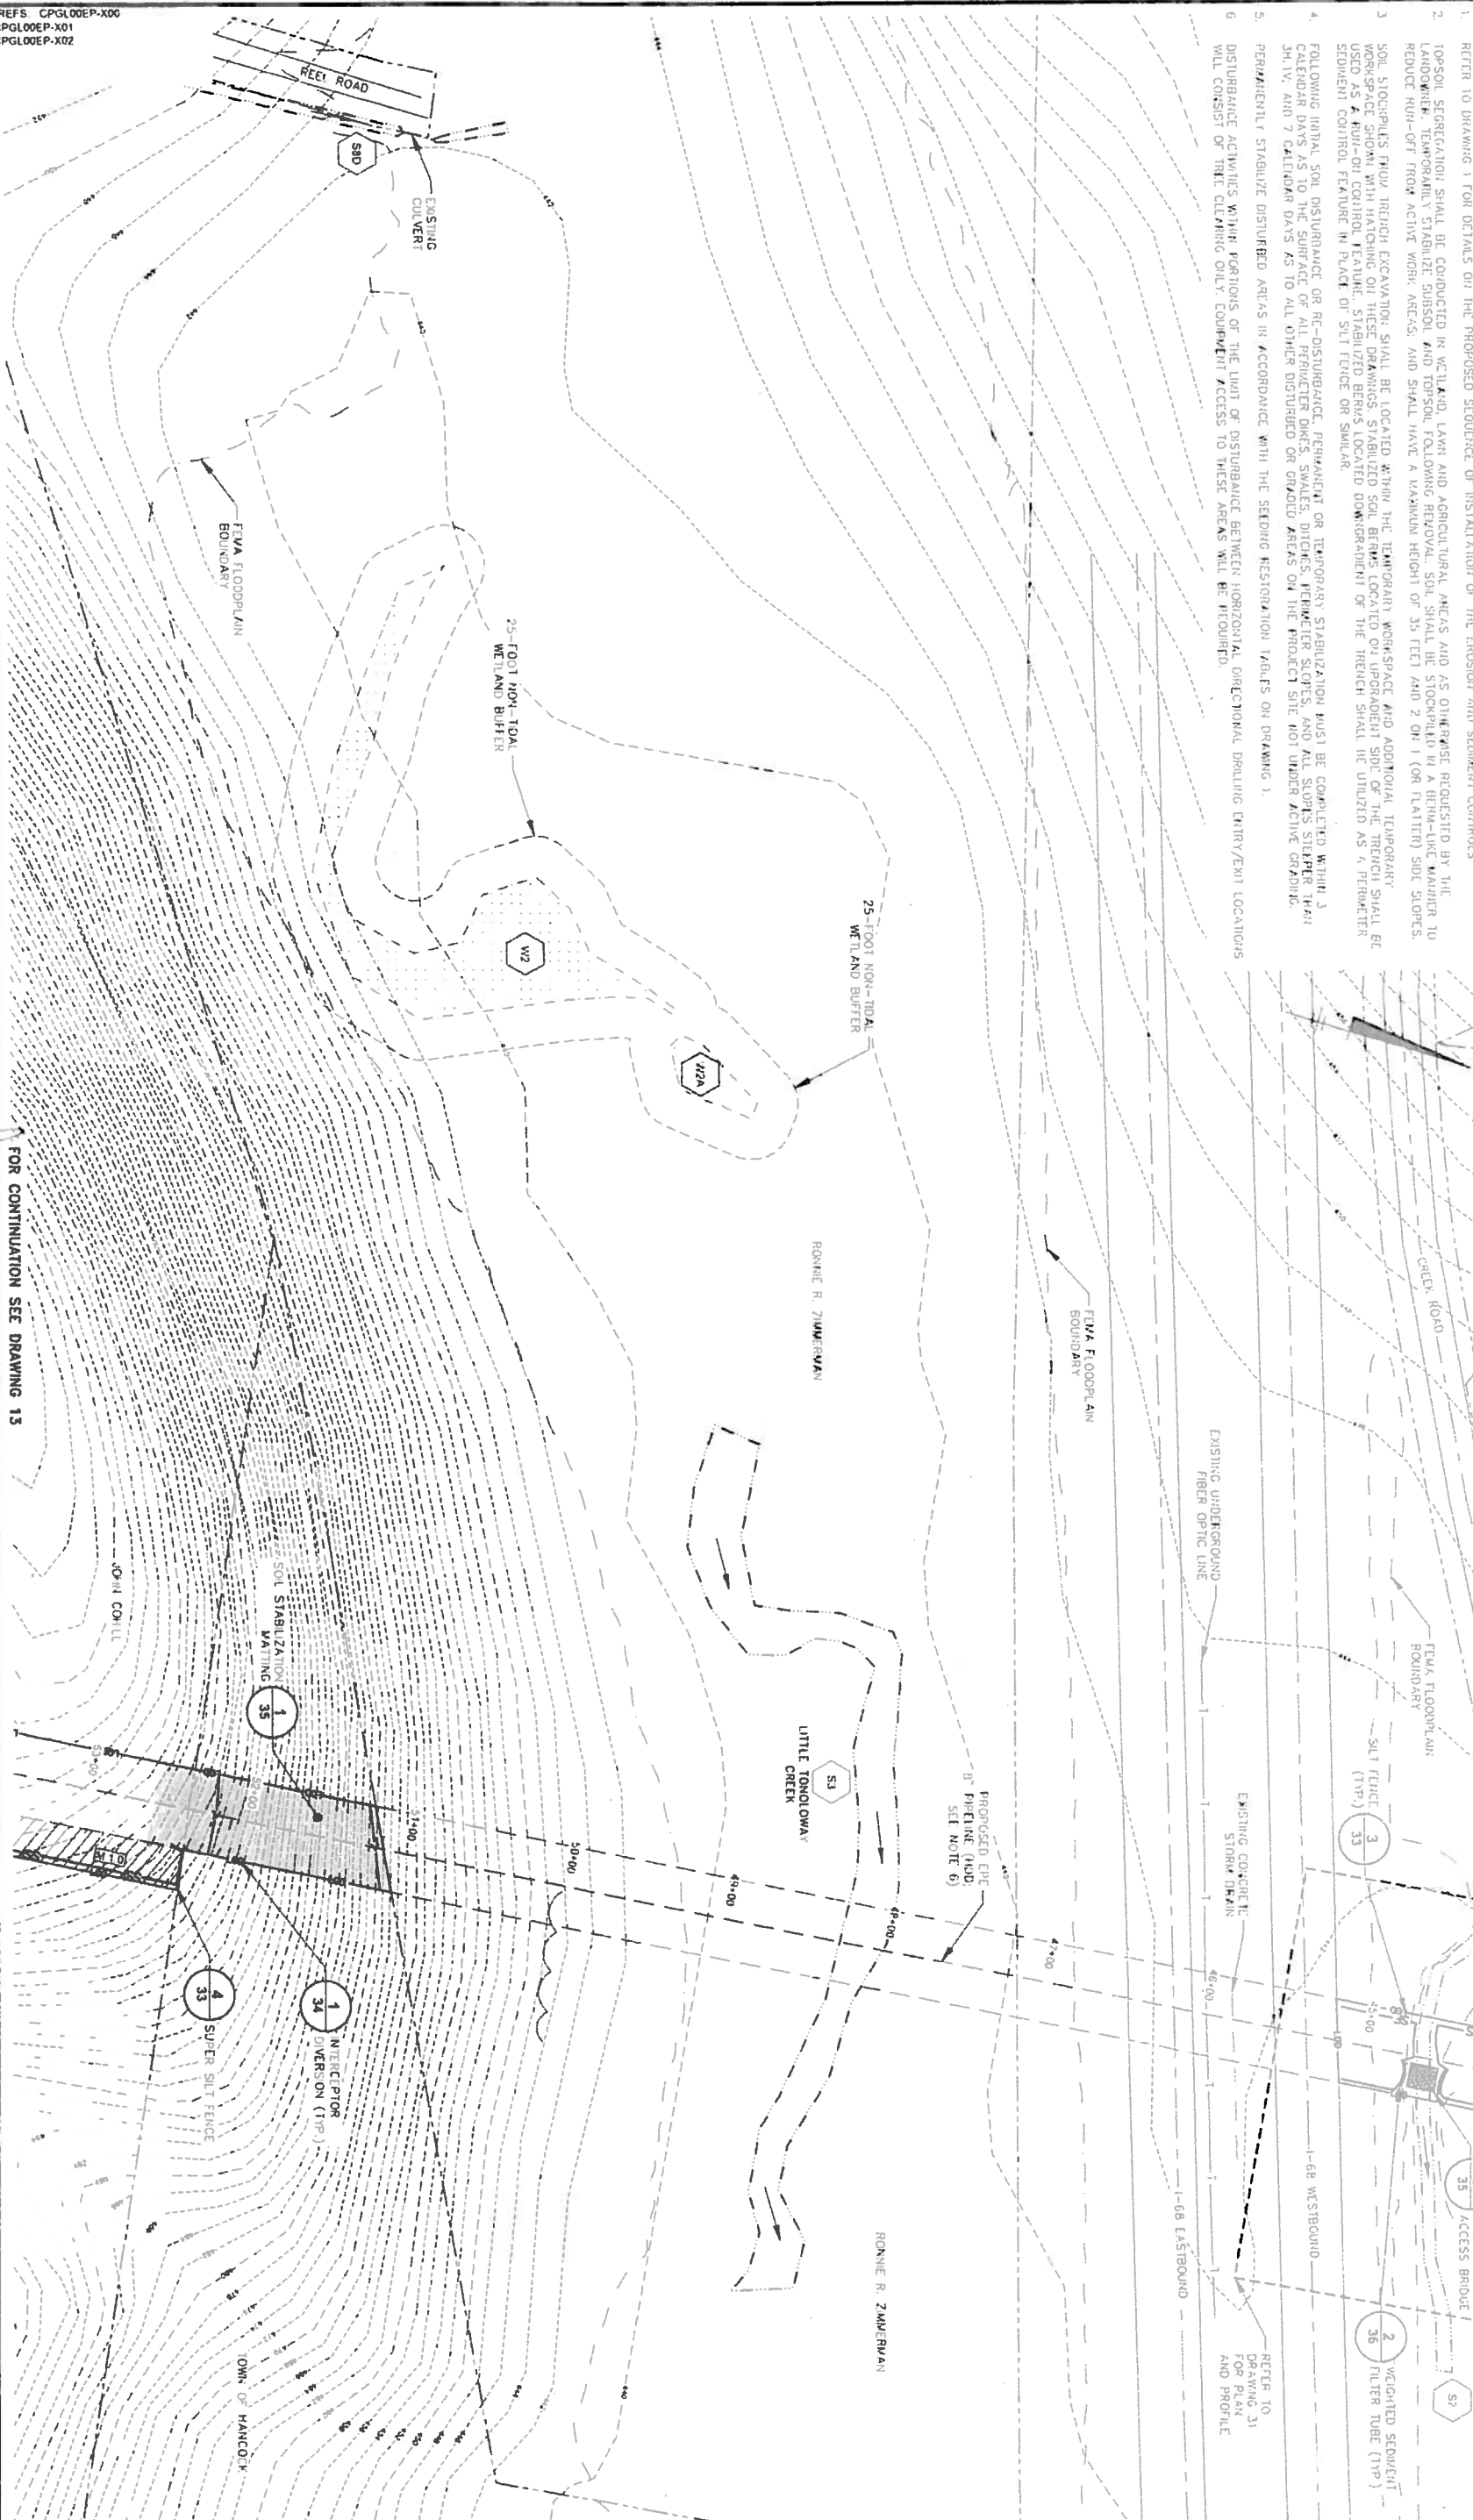 REFS: CPGL00EP-X00
CPGL00EP-X01
CPGL00EP-X02
1. REFER TO DRAWING 1 FOR DETAILS ON THE PROPOSED SEQUENCE OF INSTALLATION OF THE EROSION AND SEDIMENT CONTROLS
2. TOPSOIL SEGREGATION SHALL BE CONDUCTED IN WETLAND, LAWN AND AGRICULTURAL AREAS AND AS OTHERWISE REQUESTED BY THE
LANDOWNER. TEMPORARILY STABILIZE SUBSOIL AND TOPSOIL FOLLOWING REMOVAL. SOIL SHALL BE STOCKPILED IN A BERM-LIKE MANNER TO
REDUCE RUN-OFF FROM ACTIVE WORK AREAS; AND SHALL HAVE A MAXIMUM HEIGHT OF 35 FEET AND 2 ON 1 (OR FLATTER) SIDE SLOPES.
3 SOIL STOCKPILES FROM TRENCH EXCAVATION SHALL BE LOCATED WITHIN THE TEMPORARY WORKSPACE AND ADDITIONAL TEMPORARY
WORKSPACE SHOWN WITH HATCHING ON THESE DRAWINGS. STABILIZED SOIL BERMS LOCATED ON UPGRADIENT SIDE OF THE TRENCH SHALL BE
USED AS A RUN-ON CONTROL FEATURE. STABILIZED BERMS LOCATED DOWNGRADIENT OF THE TRENCH SHALL BE UTILIZED AS A PERIMETER
SEDIMENT CONTROL FEATURE IN PLACE OF SILT FENCE OR SIMILAR.
4. FOLLOWING INITIAL SOIL DISTURBANCE OR RE-DISTURBANCE, PERMANENT OR TEMPORARY STABILIZATION MUST BE COMPLETED WITHIN 3
CALENDAR DAYS AS TO THE SURFACE OF ALL PERIMETER DIKES, SWALES, DITCHES, PERIMETER SLOPES, AND ALL SLOPES STEEPER THAN
3H:1V; AND 7 CALENDAR DAYS AS TO ALL OTHER DISTURBED OR GRADED AREAS ON THE PROJECT SITE NOT UNDER ACTIVE GRADING.
5. PERMANENTLY STABILIZE DISTURBED AREAS IN ACCORDANCE WITH THE SEEDING RESTORATION TABLES ON DRAWING 1.
6 DISTURBANCE ACTIVITIES WITHIN PORTIONS OF THE LIMIT OF DISTURBANCE BETWEEN HORIZONTAL DIRECTIONAL DRILLING ENTRY/EXIT LOCATIONS
WILL CONSIST OF TREE CLEARING ONLY. EQUIPMENT ACCESS TO THESE AREAS WILL BE REQUIRED.
REEL ROAD
S8D
EXISTING
CULVERT
FEMA FLOODPLAIN
BOUNDARY
25-FOOT NON-TIDAL
WETLAND BUFFER
25-FOOT NON-TIDAL
WETLAND BUFFER
W2
W2A
CREEK ROAD
RONNIE R. ZIMMERMAN
FEMA FLOODPLAIN
BOUNDARY
EXISTING UNDERGROUND
FIBER OPTIC LINE
FEMA FLOODPLAIN
BOUNDARY
SILT FENCE
(TYP.)
3
33
EXISTING CONCRETE
STORM DRAIN
PROPOSED EPE
8" PIPELINE (HDD;
SEE NOTE 6)
S3
LITTLE TONOLOWAY
CREEK
SOIL STABILIZATION
MATTING
1
35
JOHN COHILL
FOR CONTINUATION SEE DRAWING 13
53+00
52+00
51+00
50+00
49+00
48+00
47+00
46+00
45+00
LOD
INTERCEPTOR
DIVERSION (TYP.)
1
34
SUPER SILT FENCE
4
33
I-68 WESTBOUND
I-68 EASTBOUND
35
ACCESS BRIDGE
2
36
WEIGHTED SEDIMENT
FILTER TUBE (TYP.)
REFER TO
DRAWING 31
FOR PLAN
AND PROFILE
RONNIE R. ZIMMERMAN
TOWN OF HANCOCK